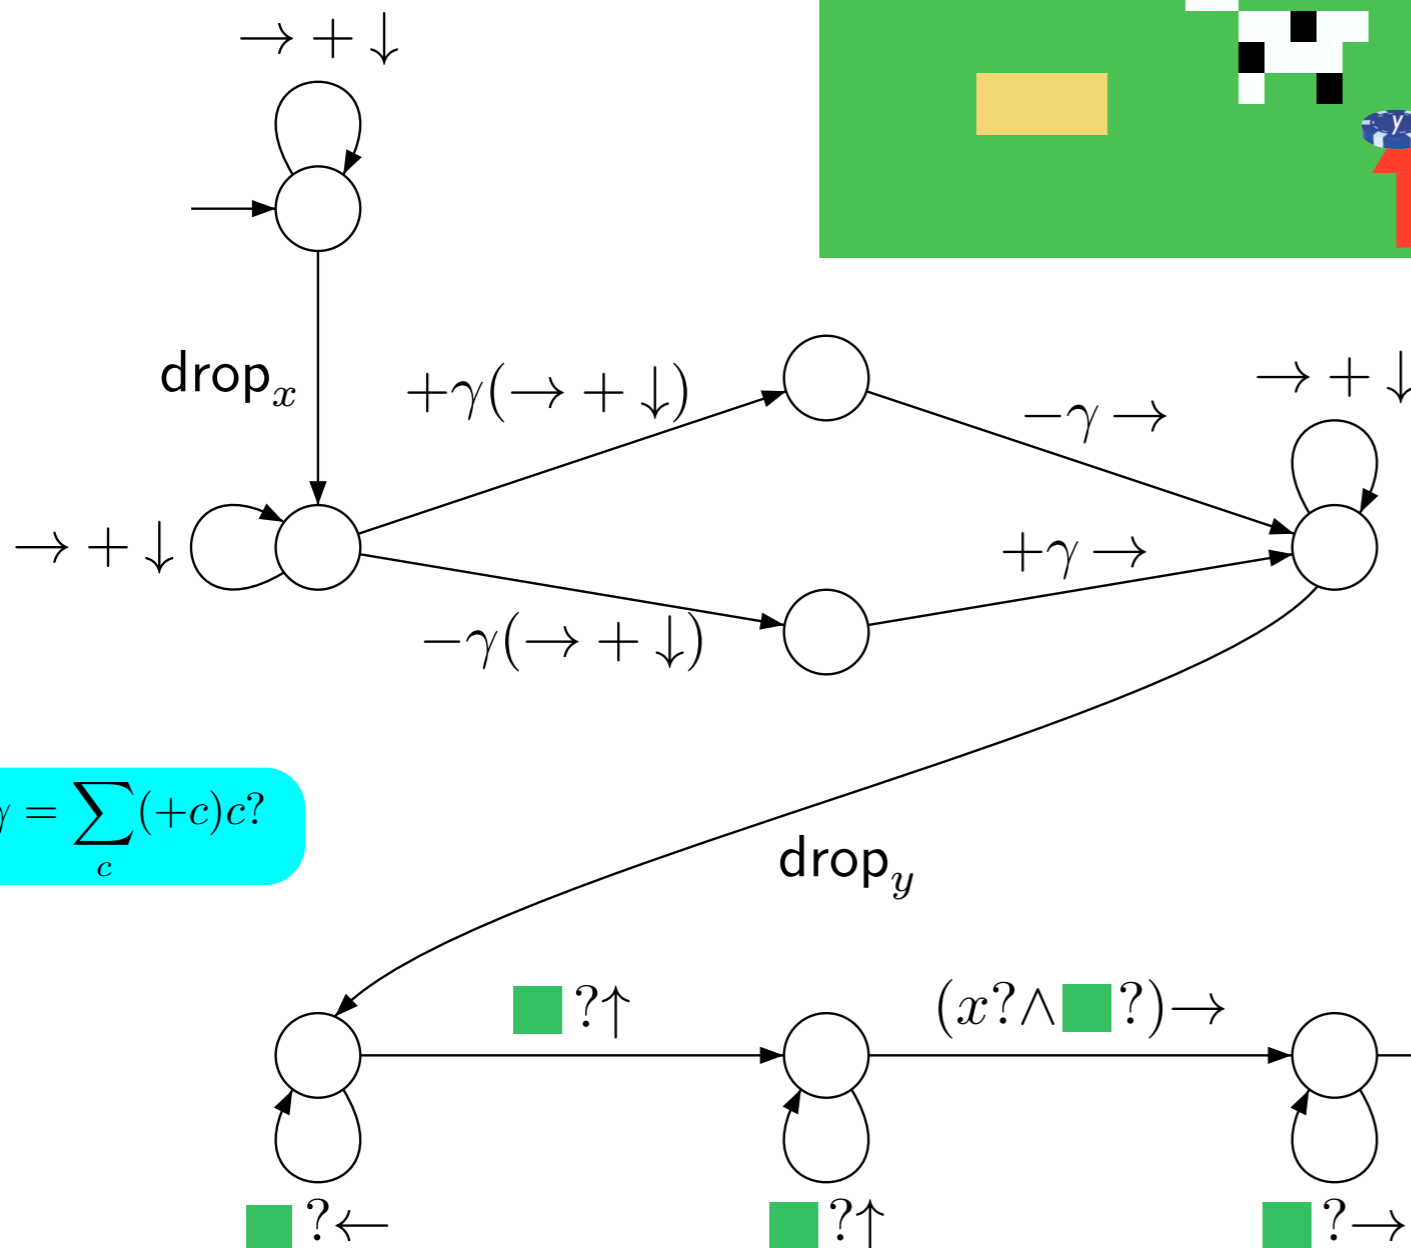 → + ↓
y
drop_x
+γ(→ + ↓)
−γ →
→ + ↓
→ + ↓
+γ →
−γ(→ + ↓)
γ = ∑_c (+c)c?
drop_y
?↑
(x?∧ ?)→
?←
?↑
?→